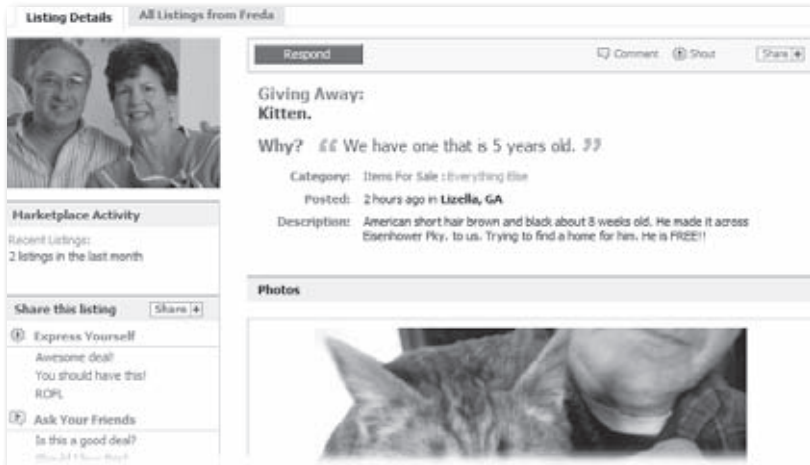 Listing Details
All Listings from Freda
Respond
Comment
Shout
Share +
Giving Away:
Kitten.
Why? “ We have one that is 5 years old. ”
Category: Items For Sale : Everything Else
Posted: 2 hours ago in Lizella, GA
Description: American short hair brown and black about 8 weeks old. He made it across
Eisenhower Pky. to us. Trying to find a home for him. He is FREE!!
Marketplace Activity
Recent Listings:
2 listings in the last month
Share this listing
Share +
Express Yourself
Awesome deal!
You should have this!
ROFL
Ask Your Friends
Is this a good deal?
Photos